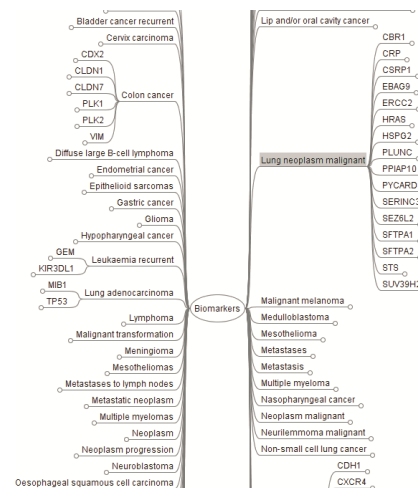 Bladder cancer recurrent
Cervix carcinoma
CDX2
CLDN1
CLDN7
PLK1
PLK2
VIM
Colon cancer
Diffuse large B-cell lymphoma
Endometrial cancer
Epithelioid sarcomas
Gastric cancer
Glioma
Hypopharyngeal cancer
GEM
KIR3DL1
Leukaemia recurrent
MIB1
TP53
Lung adenocarcinoma
Lymphoma
Malignant transformation
Meningioma
Mesotheliomas
Metastases to lymph nodes
Metastatic neoplasm
Multiple myelomas
Neoplasm
Neoplasm progression
Neuroblastoma
Oesophageal squamous cell carcinoma
Biomarkers
Lip and/or oral cavity cancer
Lung neoplasm malignant
CBR1
CRP
CSRP1
EBAG9
ERCC2
HRAS
HSPG2
PLUNC
PPIAP10
PYCARD
SERINC3
SEZ6L2
SFTPA1
SFTPA2
STS
SUV39H2
Malignant melanoma
Medulloblastoma
Mesothelioma
Metastases
Metastasis
Multiple myeloma
Nasopharyngeal cancer
Neoplasm malignant
Neurilemmoma malignant
Non-small cell lung cancer
CDH1
CXCR4